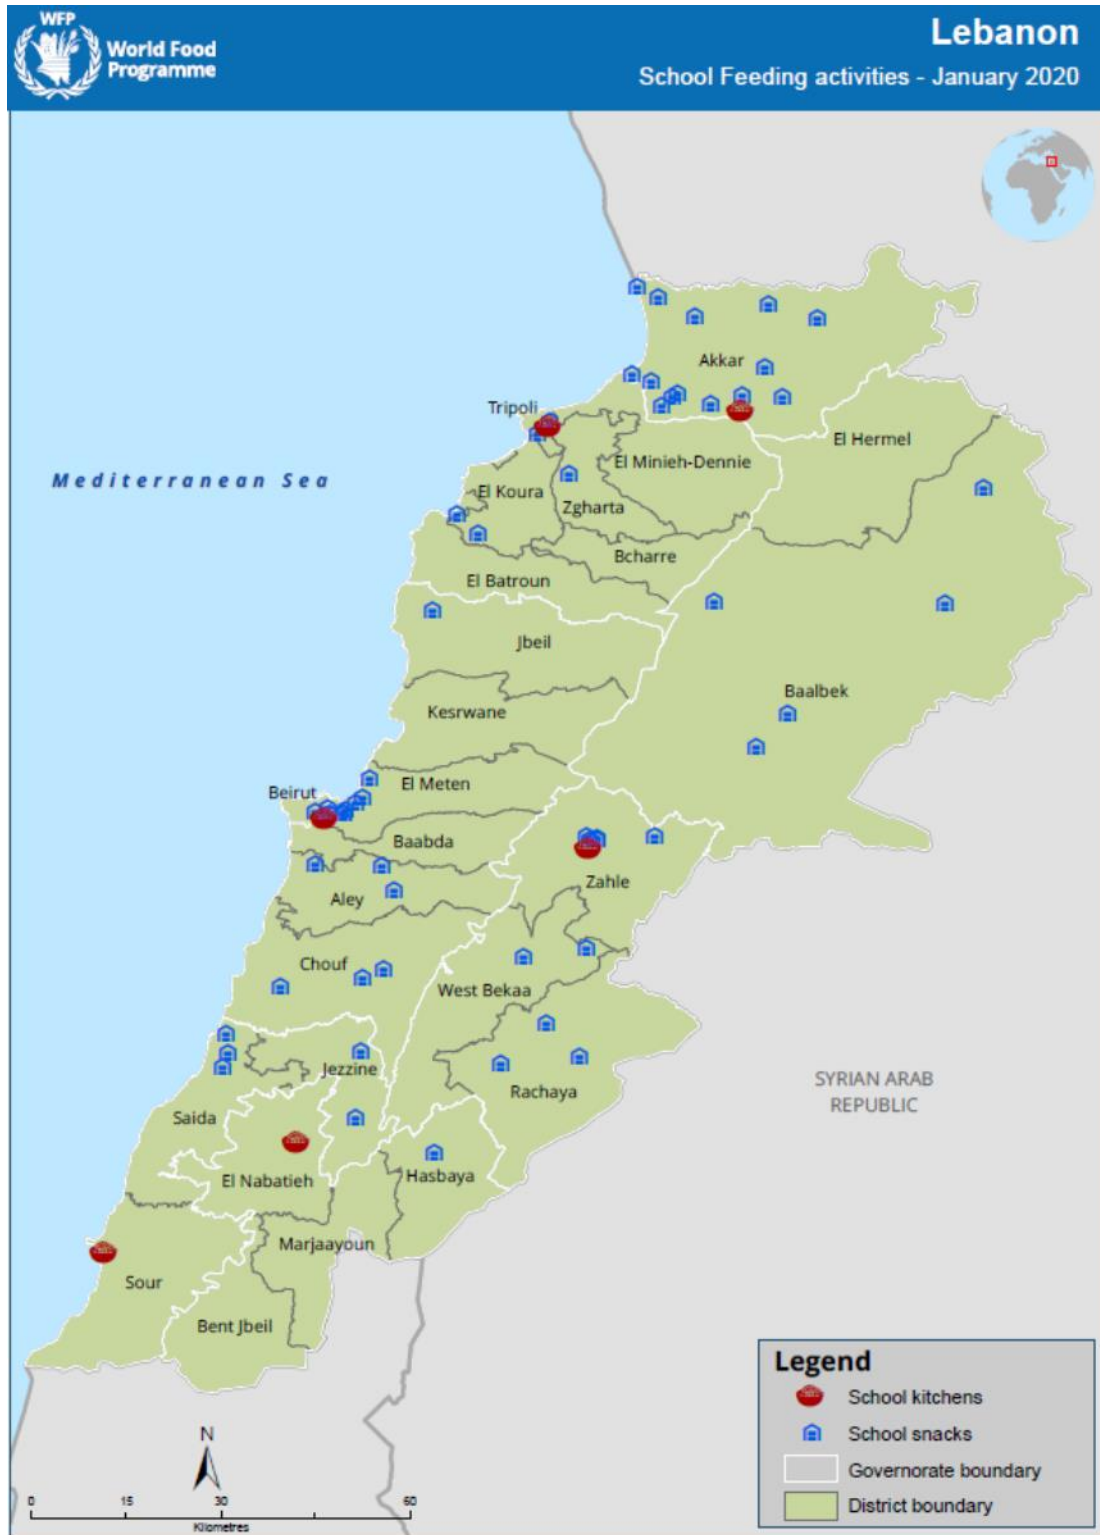 WFP
World Food
Programme
Lebanon
School Feeding activities - January 2020
Akkar
Tripoli
El Hermel
El Minieh-Dennie
Mediterranean Sea
El Koura
Zgharta
Bcharre
El Batroun
Jbeil
Baalbek
Kesrwane
El Meten
Beirut
Baabda
Zahle
Aley
Chouf
West Bekaa
Jezzine
Rachaya
SYRIAN ARAB
REPUBLIC
Saida
Hasbaya
El Nabatieh
Marjaayoun
Sour
Bent Jbeil
Legend
School kitchens
School snacks
Governorate boundary
District boundary
N
0 15 30 60
Kilometres